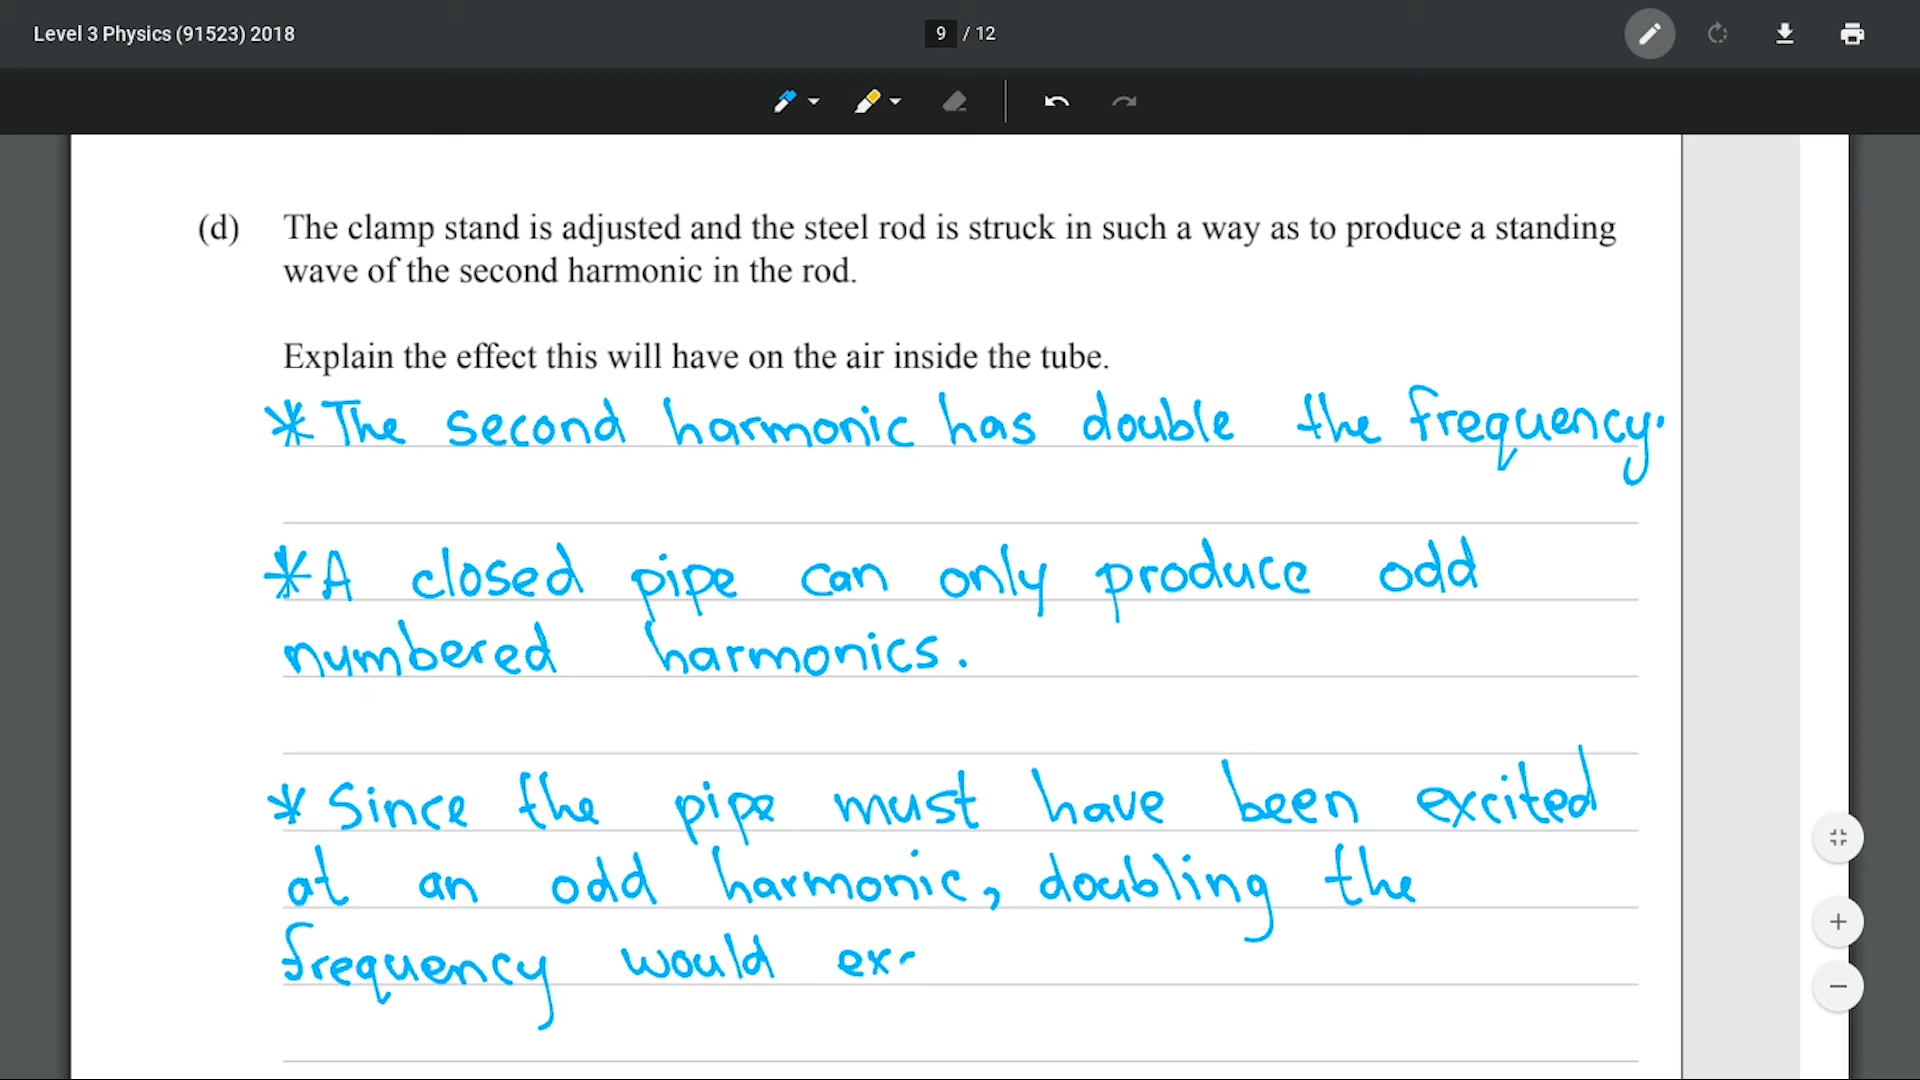 Level 3 Physics (91523) 2018
9 / 12
(d) The clamp stand is adjusted and the steel rod is struck in such a way as to produce a standing
wave of the second harmonic in the rod.
Explain the effect this will have on the air inside the tube.
* The second harmonic has double the frequency.
* A closed pipe can only produce odd
numbered harmonics.
* Since the pipe must have been excited
at an odd harmonic, doubling the
frequency would ex